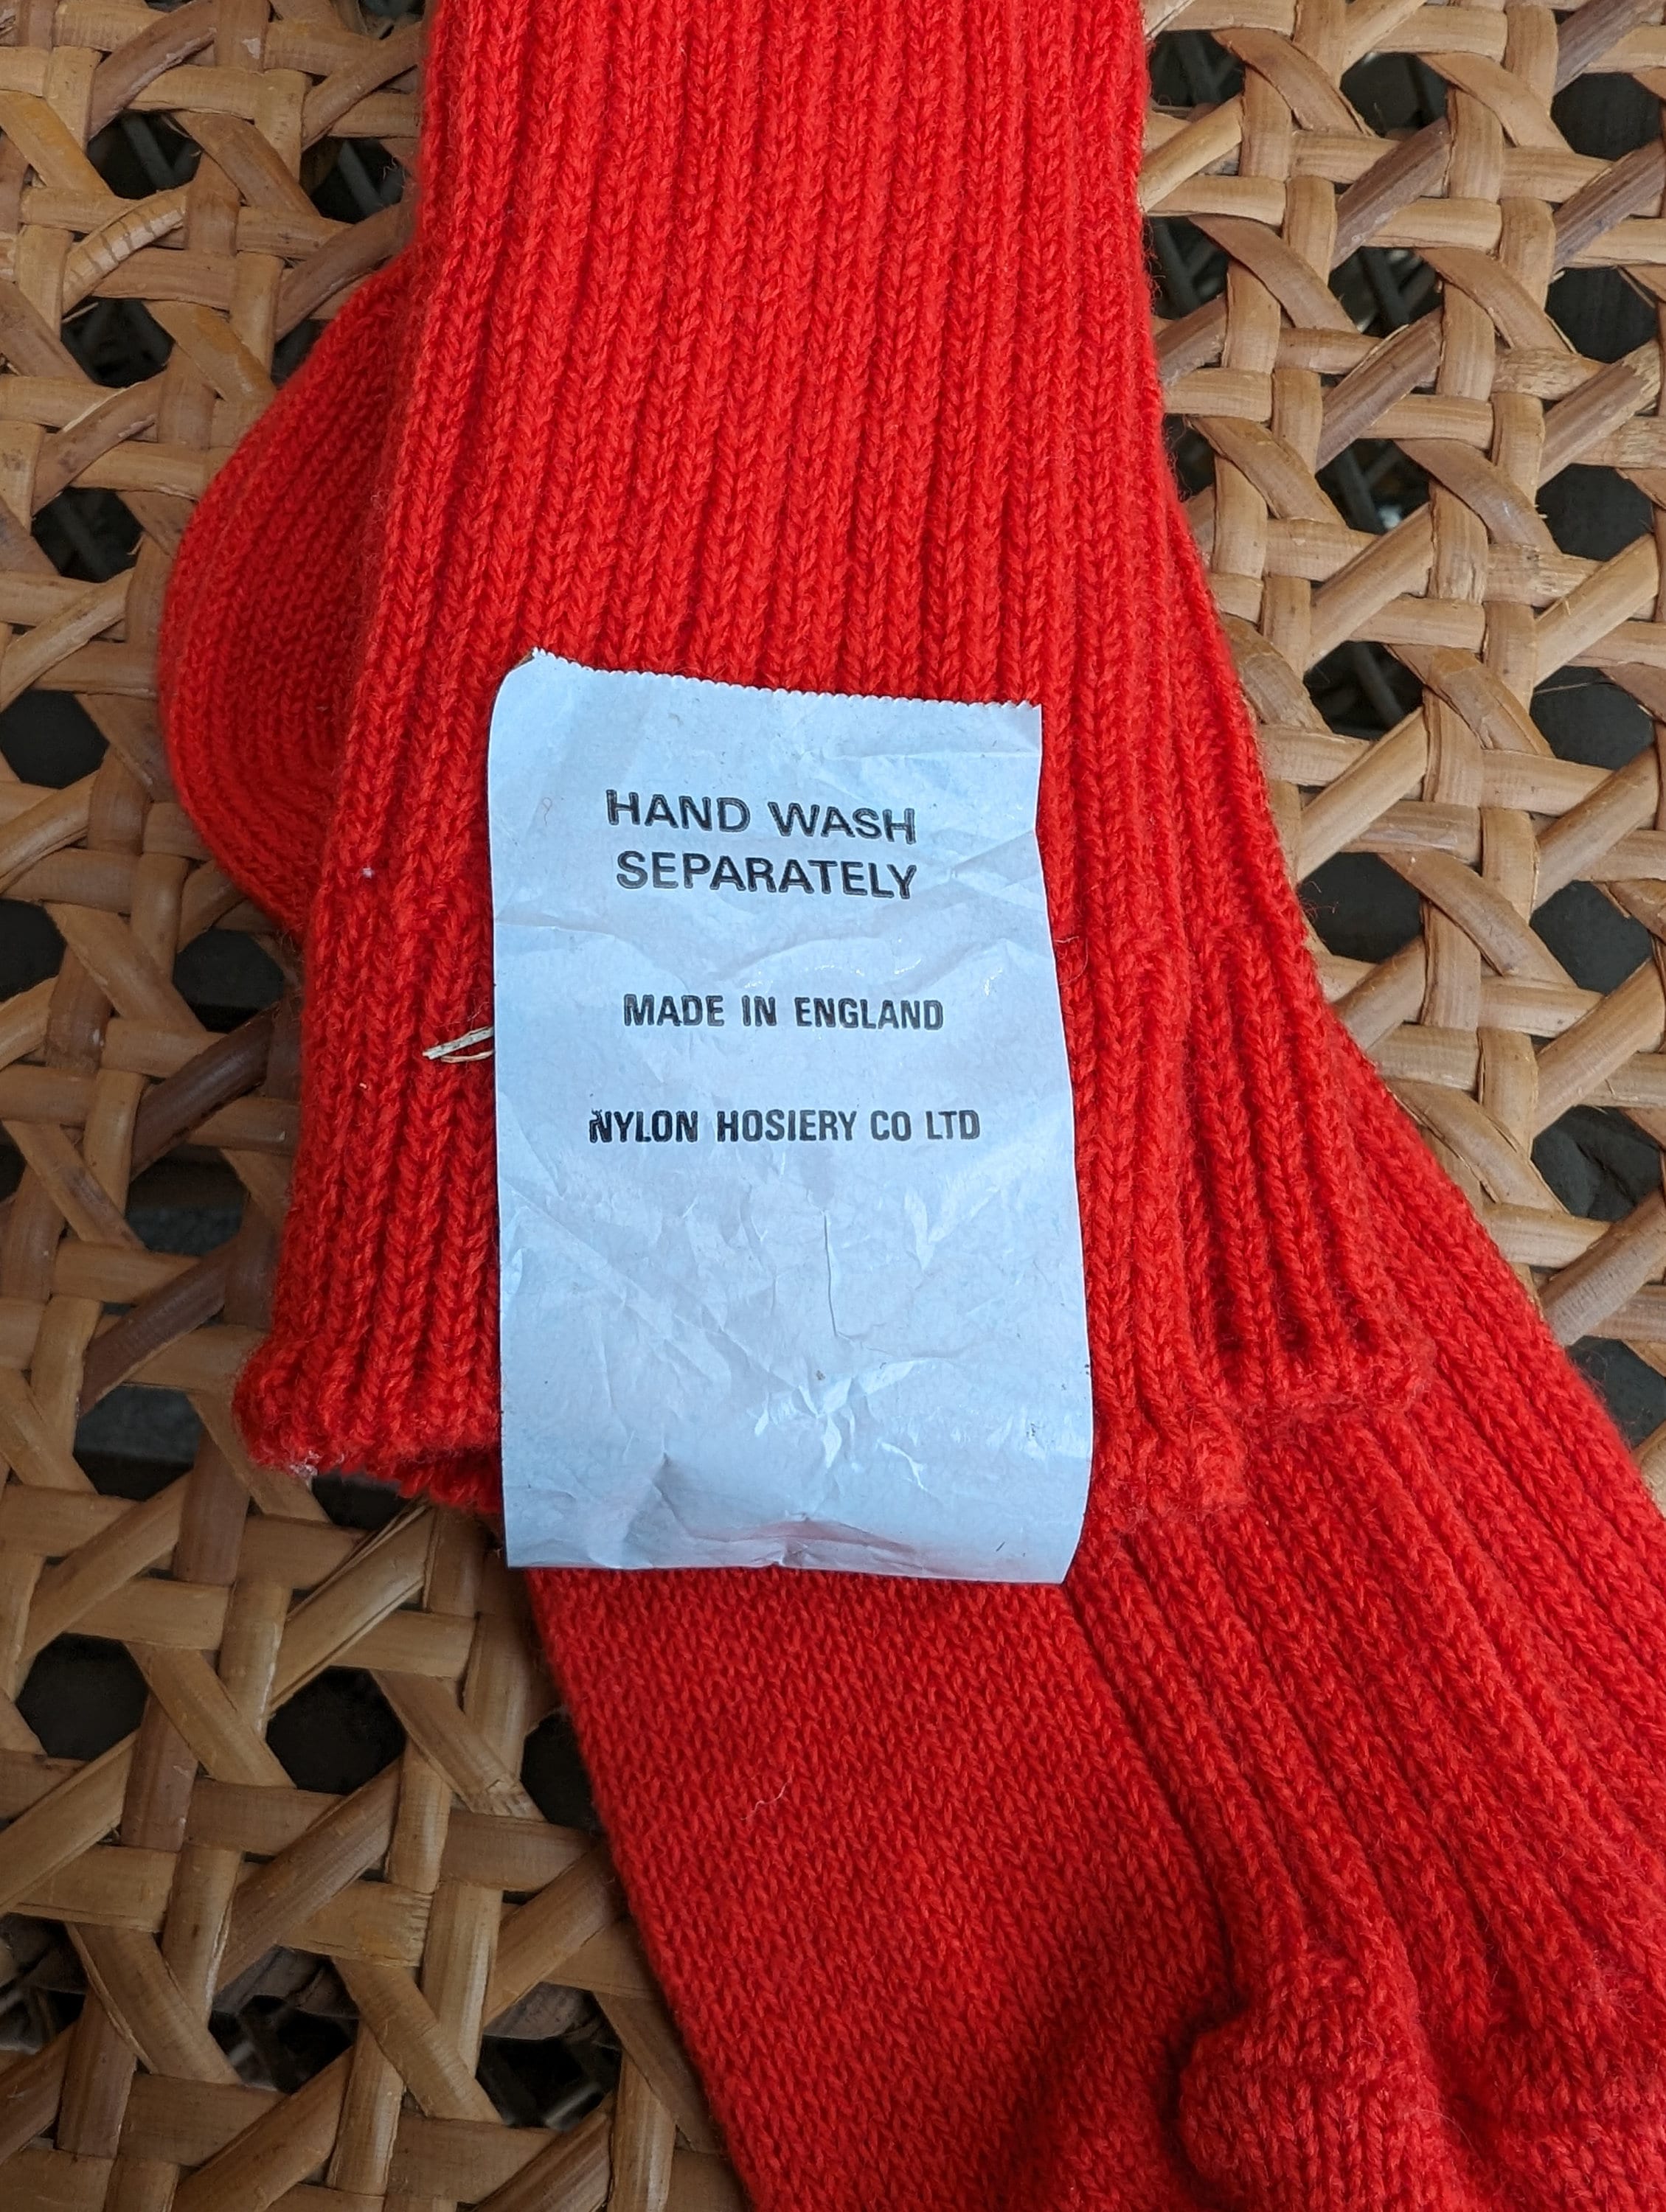 HAND WASH
SEPARATELY
MADE IN ENGLAND
NYLON HOSIERY CO LTD